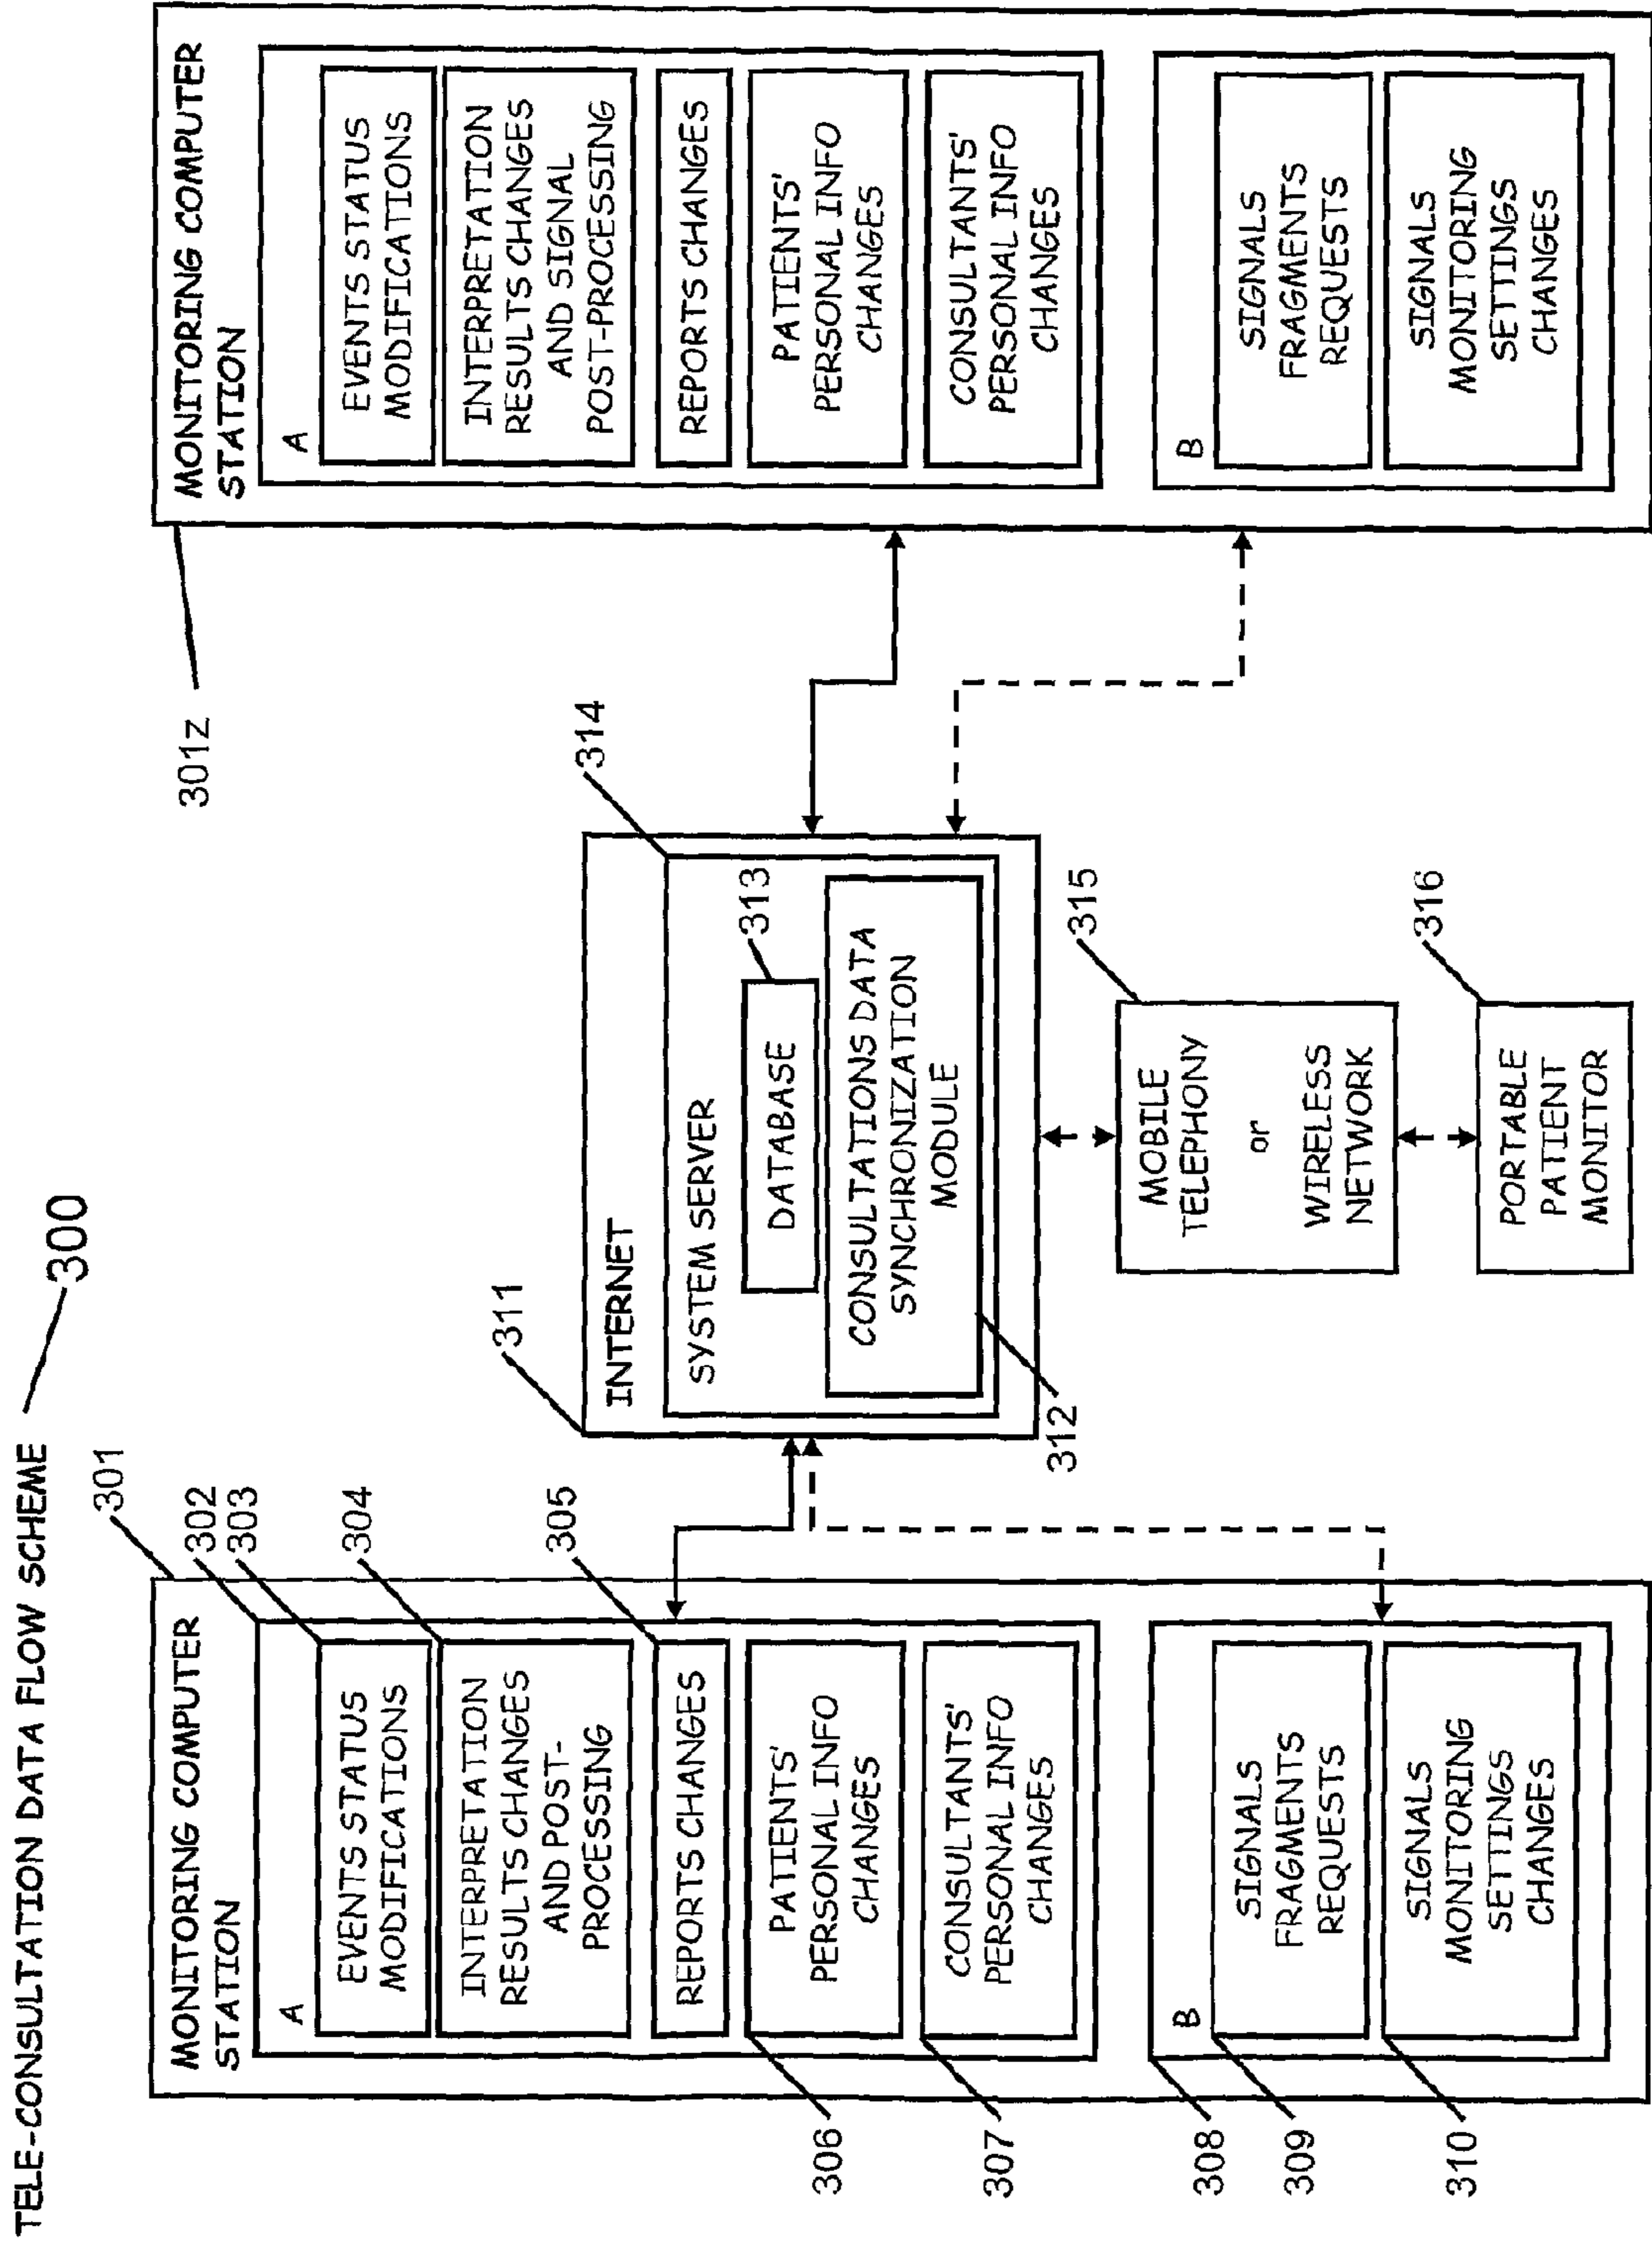 TELE-CONSULTATION DATA FLOW SCHEME
300
301
MONITORING COMPUTER
STATION
302
303
A
EVENTS STATUS
MODIFICATIONS
304
INTERPRETATION
RESULTS CHANGES
AND POST-
PROCESSING
305
REPORTS CHANGES
PATIENTS'
PERSONAL INFO
CHANGES
306
CONSULTANTS'
PERSONAL INFO
CHANGES
307
308
B
SIGNALS
FRAGMENTS
REQUESTS
309
SIGNALS
MONITORING
SETTINGS
CHANGES
310
311
INTERNET
314
SYSTEM SERVER
313
DATABASE
CONSULTATIONS DATA
SYNCHRONIZATION
MODULE
312
315
MOBILE
TELEPHONY
or
WIRELESS
NETWORK
316
PORTABLE
PATIENT
MONITOR
301z
MONITORING COMPUTER
STATION
A
EVENTS STATUS
MODIFICATIONS
INTERPRETATION
RESULTS CHANGES
AND SIGNAL
POST-PROCESSING
REPORTS CHANGES
PATIENTS'
PERSONAL INFO
CHANGES
CONSULTANTS'
PERSONAL INFO
CHANGES
B
SIGNALS
FRAGMENTS
REQUESTS
SIGNALS
MONITORING
SETTINGS
CHANGES